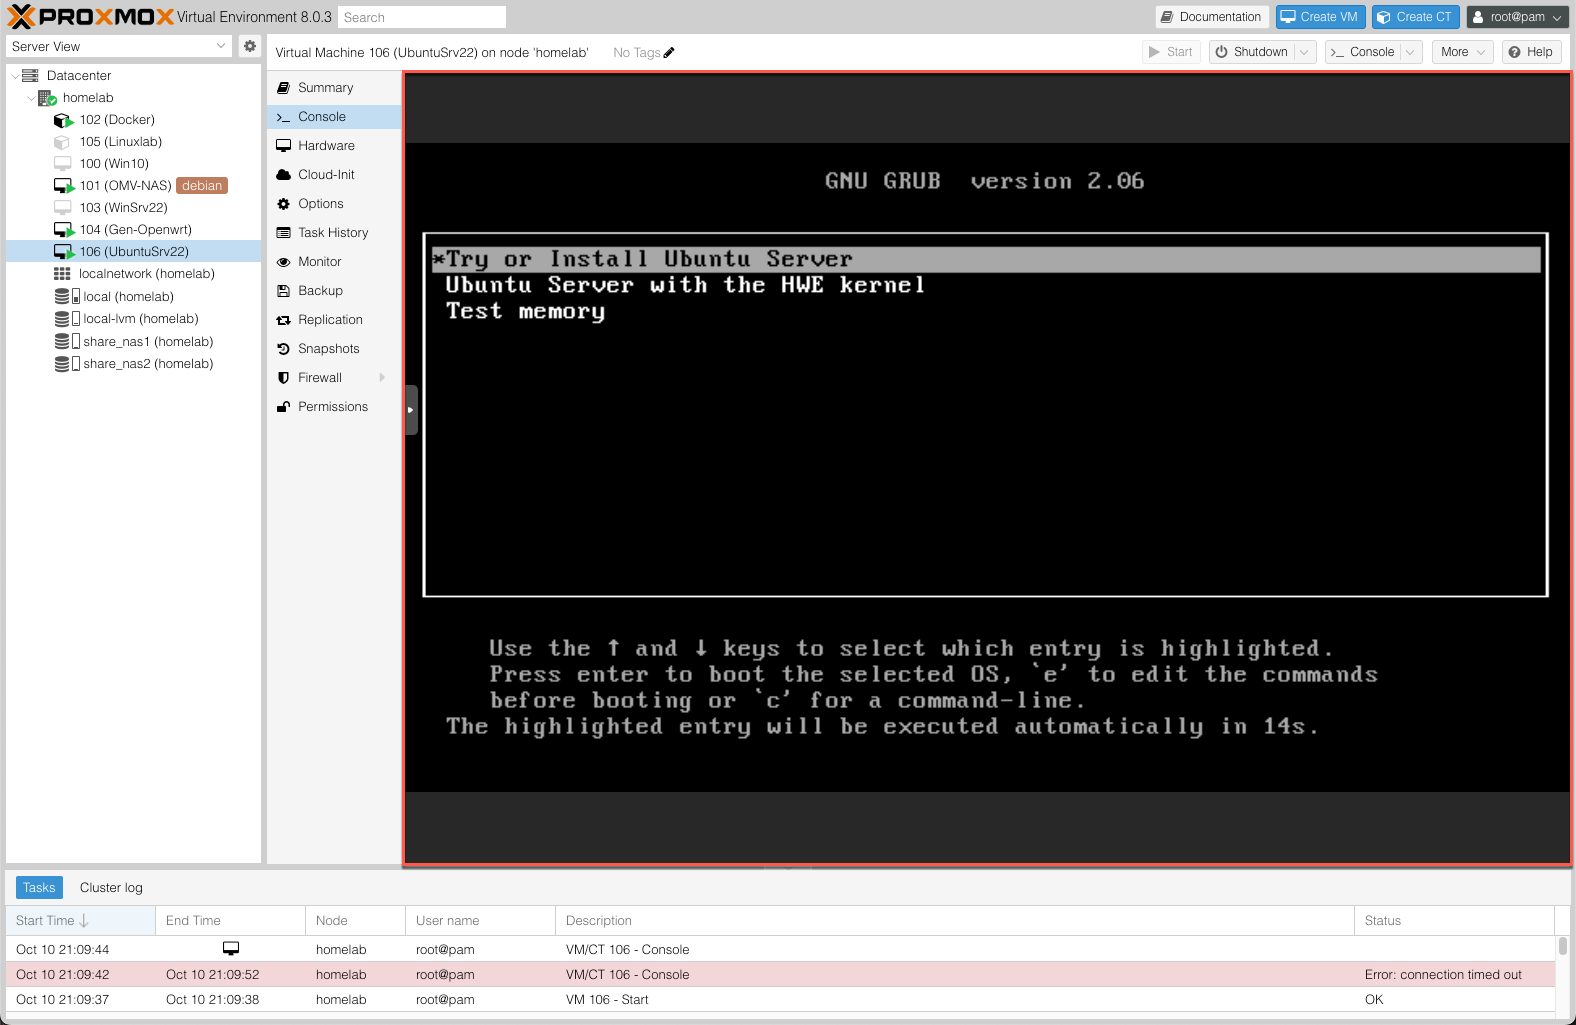 PROXMOX Virtual Environment 8.0.3 Search Documentation Create VM Create CT root@pam
Server View
Virtual Machine 106 (UbuntuSrv22) on node 'homelab' No Tags Start Shutdown >_ Console More Help
Datacenter
homelab
102 (Docker)
105 (Linuxlab)
100 (Win10)
101 (OMV-NAS) debian
103 (WinSrv22)
104 (Gen-Openwrt)
106 (UbuntuSrv22)
localnetwork (homelab)
local (homelab)
local-lvm (homelab)
share_nas1 (homelab)
share_nas2 (homelab)
Summary
>_ Console
Hardware
Cloud-Init
Options
Task History
Monitor
Backup
Replication
Snapshots
Firewall
Permissions
GNU GRUB version 2.06
*Try or Install Ubuntu Server
Ubuntu Server with the HWE kernel
Test memory
Use the ↑ and ↓ keys to select which entry is highlighted.
Press enter to boot the selected OS, `e' to edit the commands
before booting or `c' for a command-line.
The highlighted entry will be executed automatically in 14s.
Tasks Cluster log
Start Time ↓ End Time Node User name Description Status
Oct 10 21:09:44 homelab root@pam VM/CT 106 - Console
Oct 10 21:09:42 Oct 10 21:09:52 homelab root@pam VM/CT 106 - Console Error: connection timed out
Oct 10 21:09:37 Oct 10 21:09:38 homelab root@pam VM 106 - Start OK